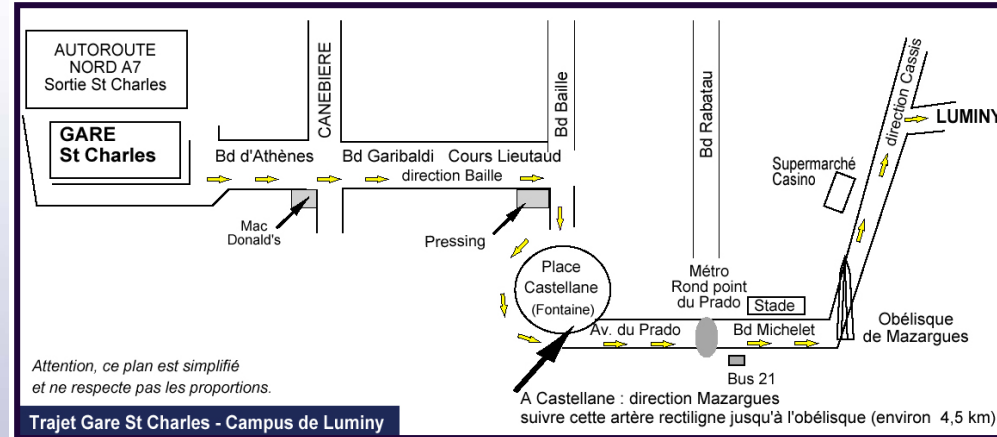 AUTOROUTE
NORD A7
Sortie St Charles
GARE
St Charles
Bd d'Athènes
CANEBIERE
Bd Garibaldi
Cours Lieutaud
direction Baille
Bd Baille
Bd Rabatau
direction Cassis
LUMINY
Supermarché
Casino
Mac
Donald's
Pressing
Place
Castellane
(Fontaine)
Métro
Rond point
du Prado
Stade
Av. du Prado
Bd Michelet
Obélisque
de Mazargues
Bus 21
Attention, ce plan est simplifié
et ne respecte pas les proportions.
A Castellane : direction Mazargues
suivre cette artère rectiligne jusqu'à l'obélisque (environ 4,5 km)
Trajet Gare St Charles - Campus de Luminy